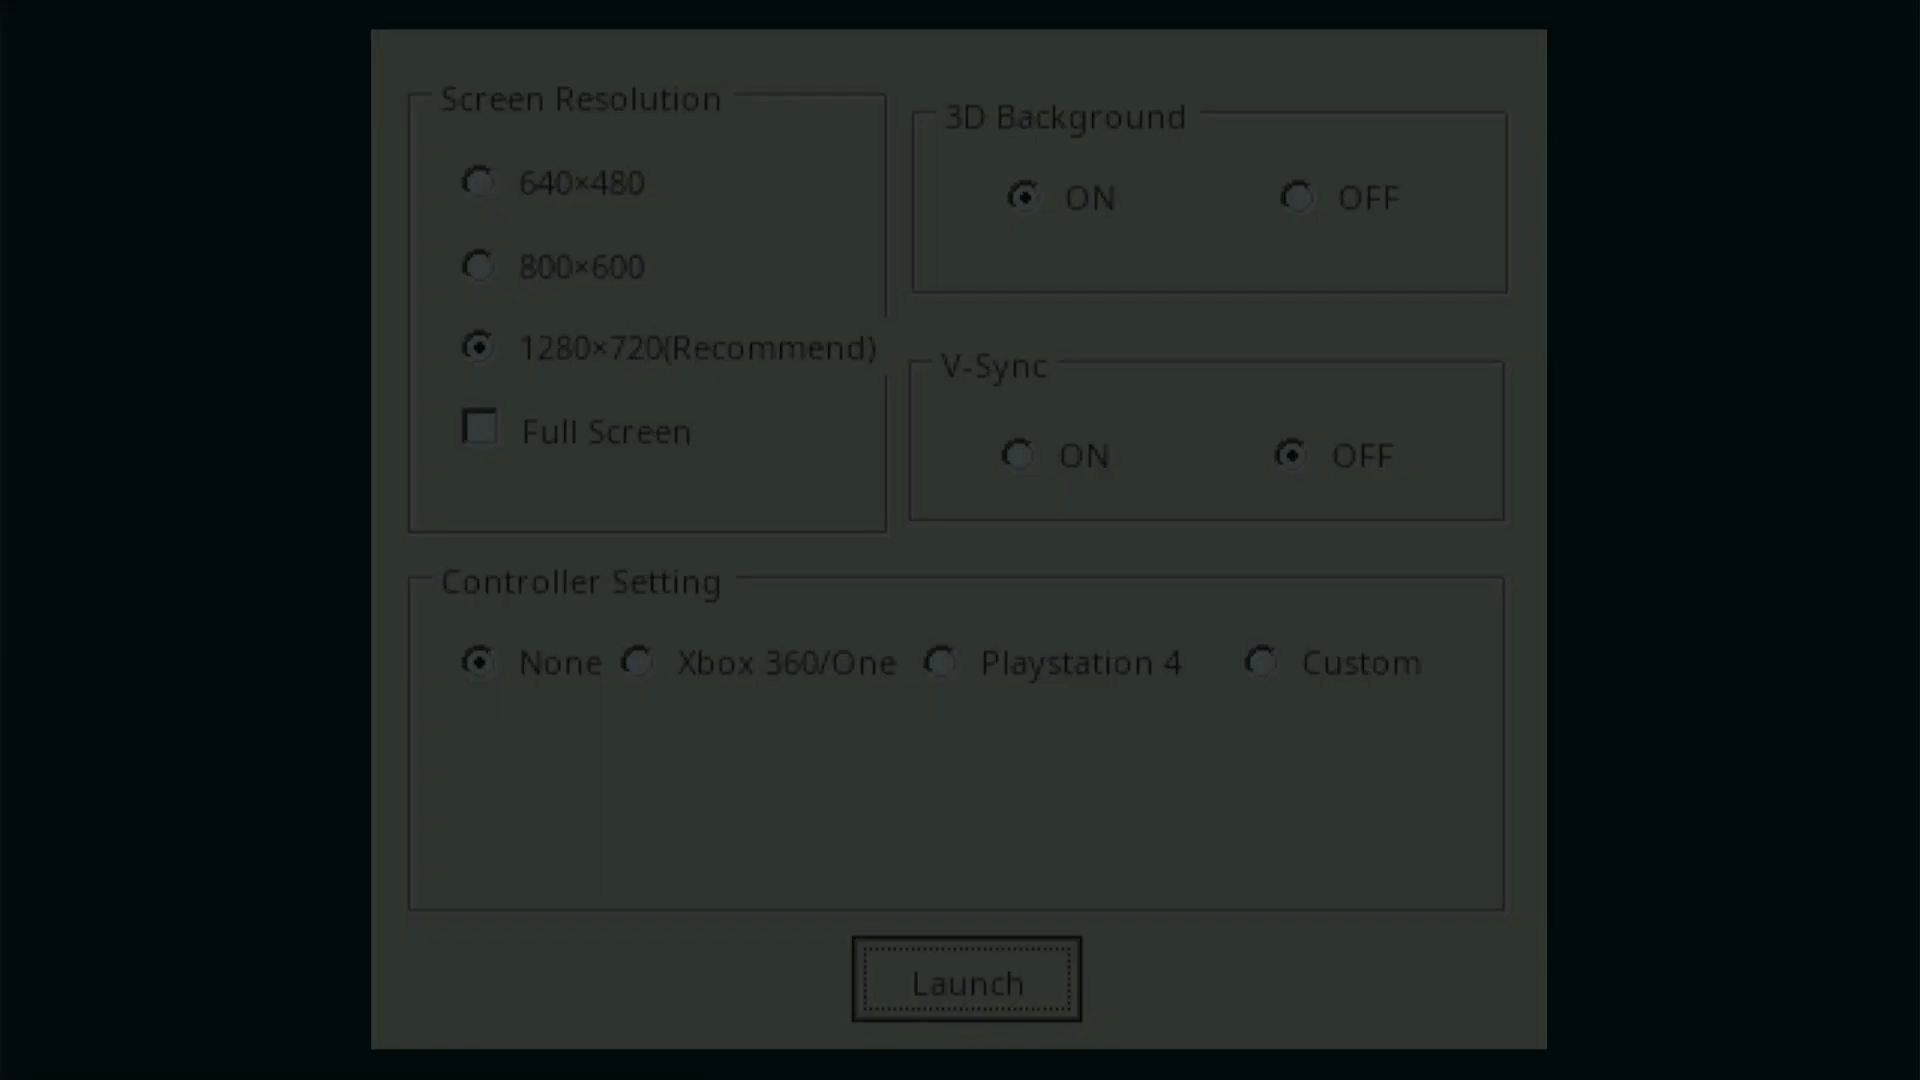 Screen Resolution
640×480
800×600
1280×720(Recommend)
Full Screen
3D Background
ON OFF
V-Sync
ON OFF
Controller Setting
None Xbox 360/One Playstation 4 Custom
Launch